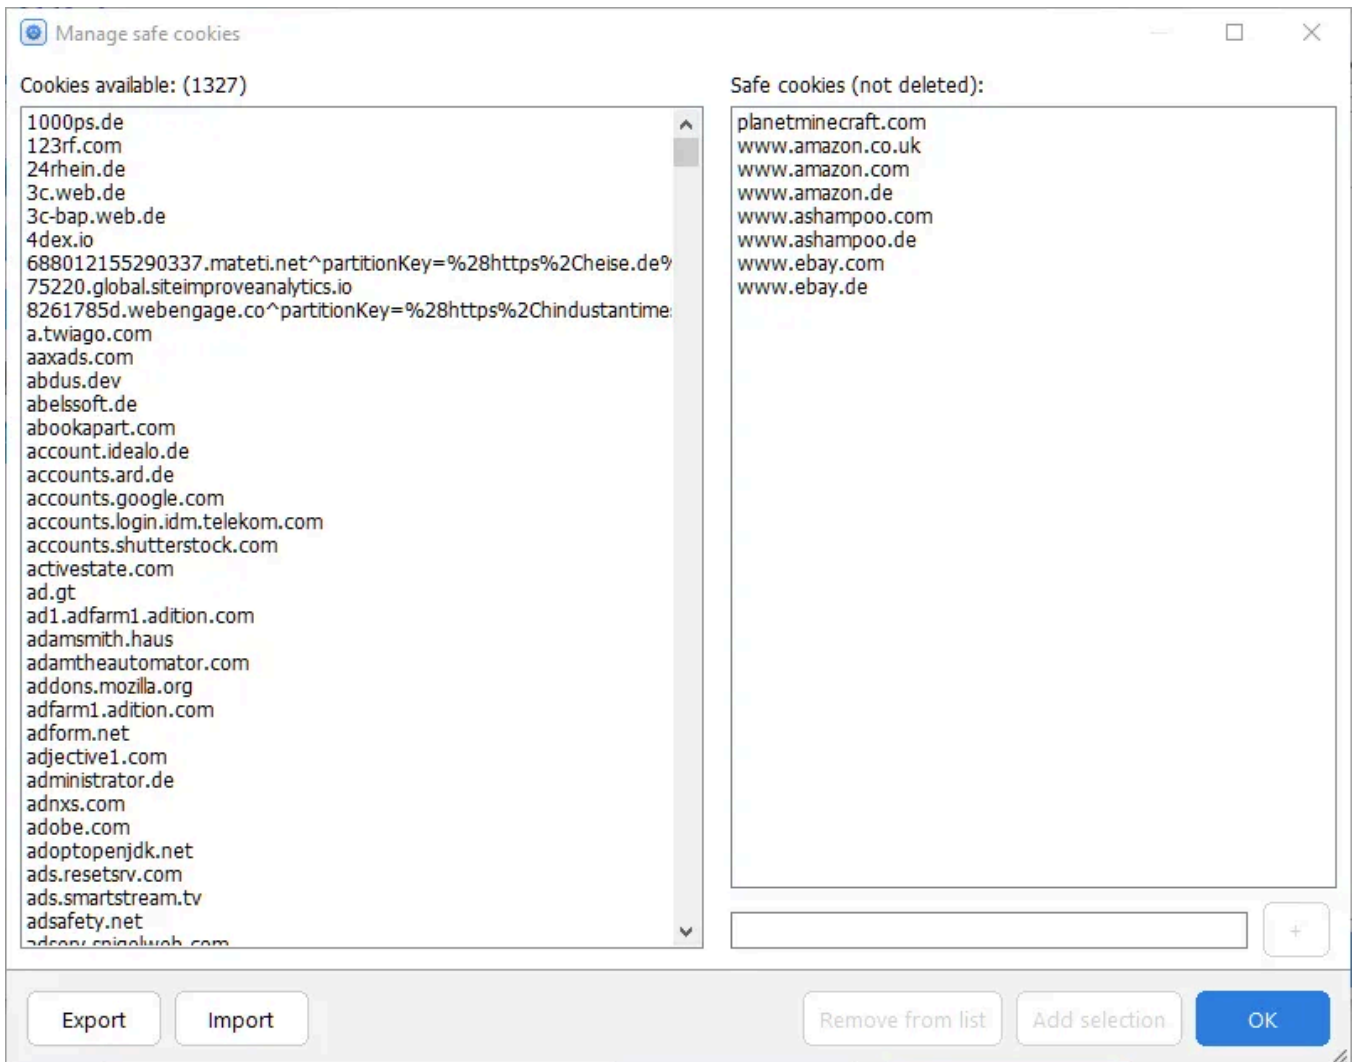 Manage safe cookies
Cookies available: (1327)
1000ps.de
123rf.com
24rhein.de
3c.web.de
3c-bap.web.de
4dex.io
688012155290337.mateti.net^partitionKey=%28https%2Cheise.de%
75220.global.siteimproveanalytics.io
8261785d.webengage.co^partitionKey=%28https%2Chindustantimes
a.twiago.com
aaxads.com
abdus.dev
abelssoft.de
abookapart.com
account.idealo.de
accounts.ard.de
accounts.google.com
accounts.login.idm.telekom.com
accounts.shutterstock.com
activestate.com
ad.gt
ad1.adfarm1.adition.com
adamsmith.haus
adamtheautomator.com
addons.mozilla.org
adfarm1.adition.com
adform.net
adjective1.com
administrator.de
adnxs.com
adobe.com
adoptopenjdk.net
ads.resetsrv.com
ads.smartstream.tv
adsafety.net
Safe cookies (not deleted):
planetminecraft.com
www.amazon.co.uk
www.amazon.com
www.amazon.de
www.ashampoo.com
www.ashampoo.de
www.ebay.com
www.ebay.de
+
Export
Import
Remove from list
Add selection
OK